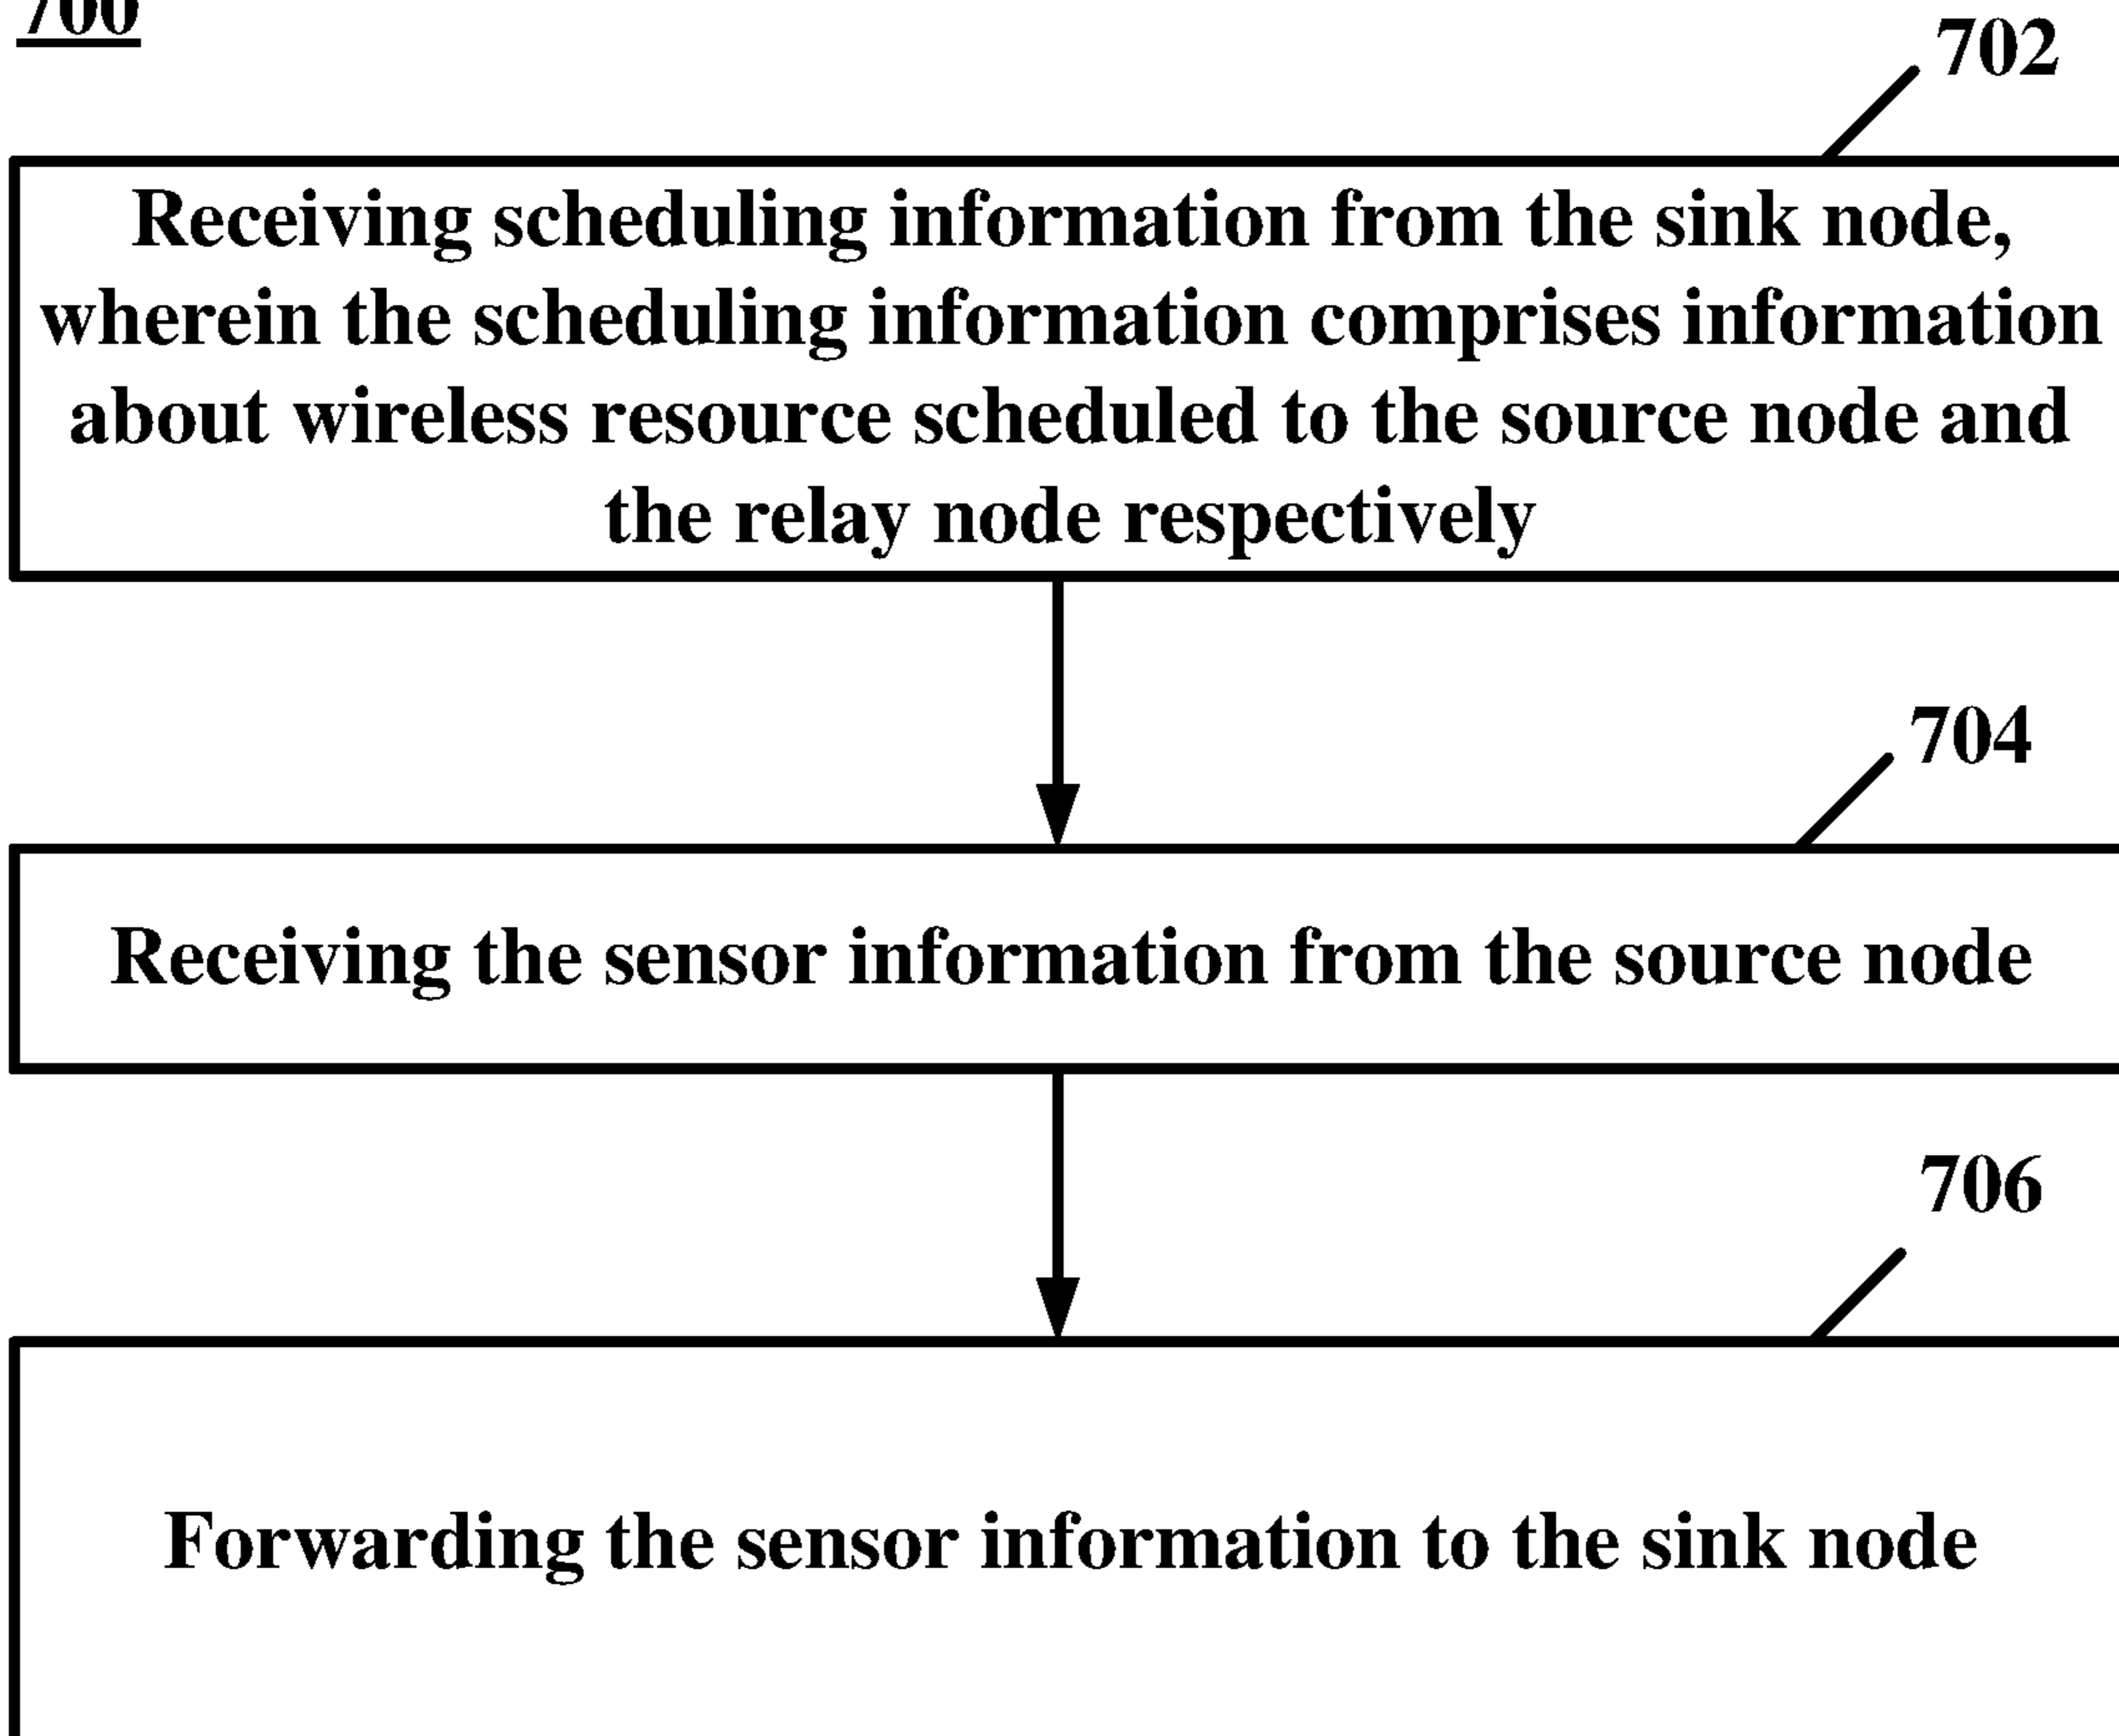 700
702
Receiving scheduling information from the sink node,
wherein the scheduling information comprises information
about wireless resource scheduled to the source node and
the relay node respectively
704
Receiving the sensor information from the source node
706
Forwarding the sensor information to the sink node